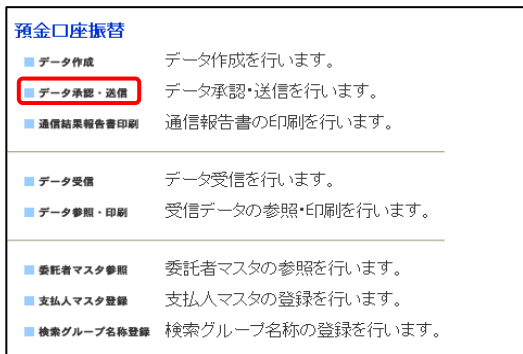 預金口座振替
データ作成 データ作成を行います。
データ承認・送信 データ承認・送信を行います。
通信結果報告書印刷 通信報告書の印刷を行います。
データ受信 データ受信を行います。
データ参照・印刷 受信データの参照・印刷を行います。
委託者マスタ参照 委託者マスタの参照を行います。
支払人マスタ登録 支払人マスタの登録を行います。
検索グループ名称登録 検索グループ名称の登録を行います。